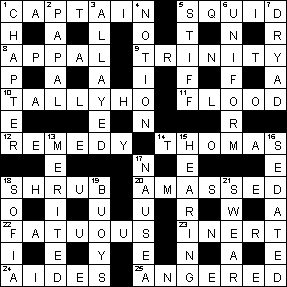 1 C A 2 P T 3 A I 4 N 5 S Q 6 U I 7 D
H A L O T N R
8 A P P A L 9 T R I N I T Y
P A A I F F A
10 T A L L Y H O 11 F L O O D
E E N R
12 R E 13 M E D Y 14 T 15 H O M A 16 S
E 17 N E E
18 S H R U 19 B 20 A M A S 21 S E D
O I U U R W A
22 F A T U O U S 23 I N E R T
I E Y E N A E
24 A I D E S 25 A N G E R E D